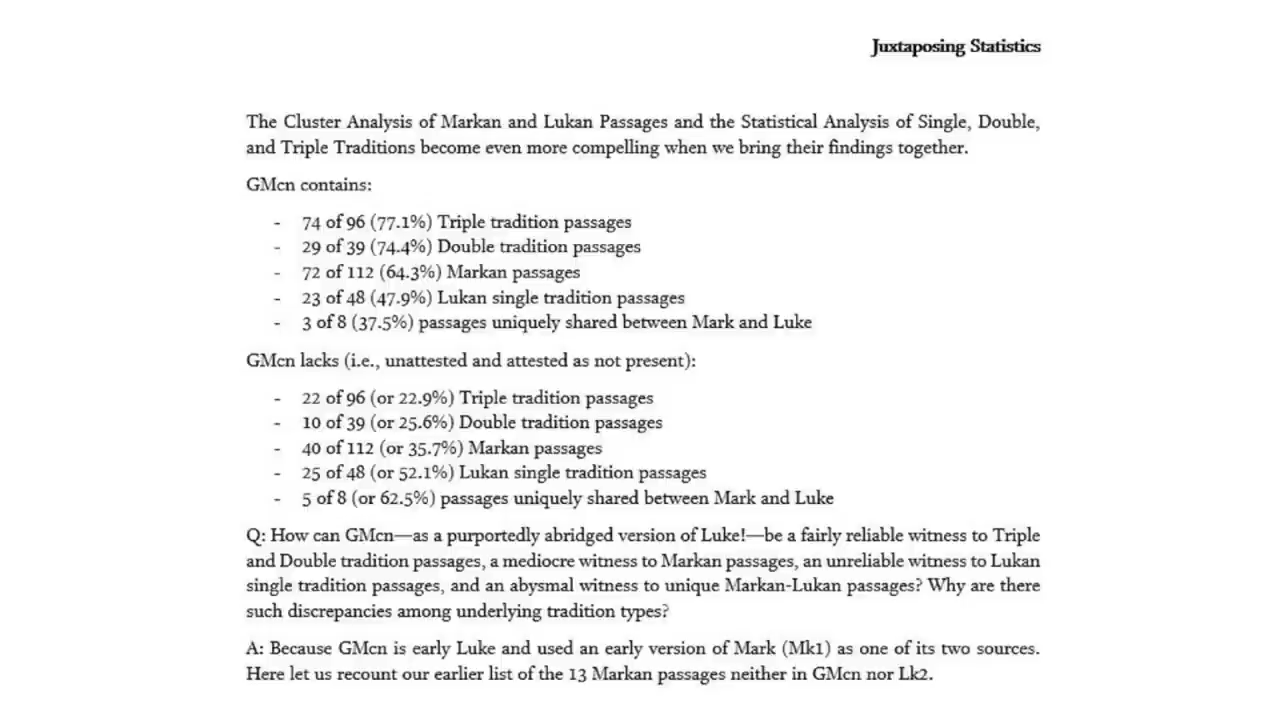 Juxtaposing Statistics
The Cluster Analysis of Markan and Lukan Passages and the Statistical Analysis of Single, Double,
and Triple Traditions become even more compelling when we bring their findings together.
GMcn contains:
- 74 of 96 (77.1%) Triple tradition passages
- 29 of 39 (74.4%) Double tradition passages
- 72 of 112 (64.3%) Markan passages
- 23 of 48 (47.9%) Lukan single tradition passages
- 3 of 8 (37.5%) passages uniquely shared between Mark and Luke
GMcn lacks (i.e., unattested and attested as not present):
- 22 of 96 (or 22.9%) Triple tradition passages
- 10 of 39 (or 25.6%) Double tradition passages
- 40 of 112 (or 35.7%) Markan passages
- 25 of 48 (or 52.1%) Lukan single tradition passages
- 5 of 8 (or 62.5%) passages uniquely shared between Mark and Luke
Q: How can GMcn—as a purportedly abridged version of Luke!—be a fairly reliable witness to Triple
and Double tradition passages, a mediocre witness to Markan passages, an unreliable witness to Lukan
single tradition passages, and an abysmal witness to unique Markan-Lukan passages? Why are there
such discrepancies among underlying tradition types?
A: Because GMcn is early Luke and used an early version of Mark (Mk1) as one of its two sources.
Here let us recount our earlier list of the 13 Markan passages neither in GMcn nor Lk2.